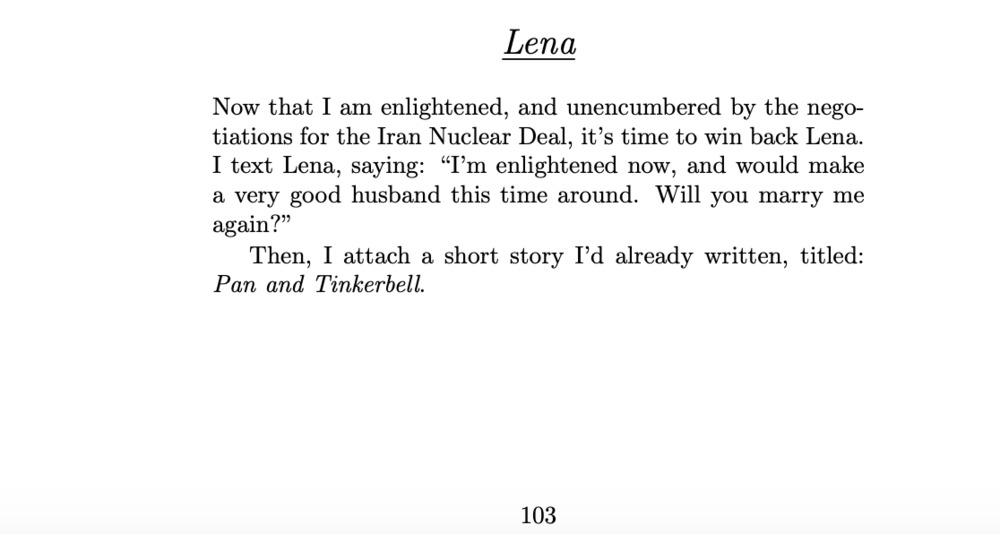 Lena
Now that I am enlightened, and unencumbered by the nego-
tiations for the Iran Nuclear Deal, it’s time to win back Lena.
I text Lena, saying: “I’m enlightened now, and would make
a very good husband this time around. Will you marry me
again?”
Then, I attach a short story I’d already written, titled:
Pan and Tinkerbell.
103